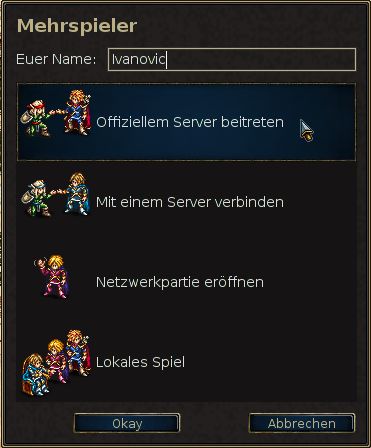 Mehrspieler
Euer Name: Ivanovic
Offiziellem Server beitreten
Mit einem Server verbinden
Netzwerkpartie eröffnen
Lokales Spiel
Okay Abbrechen